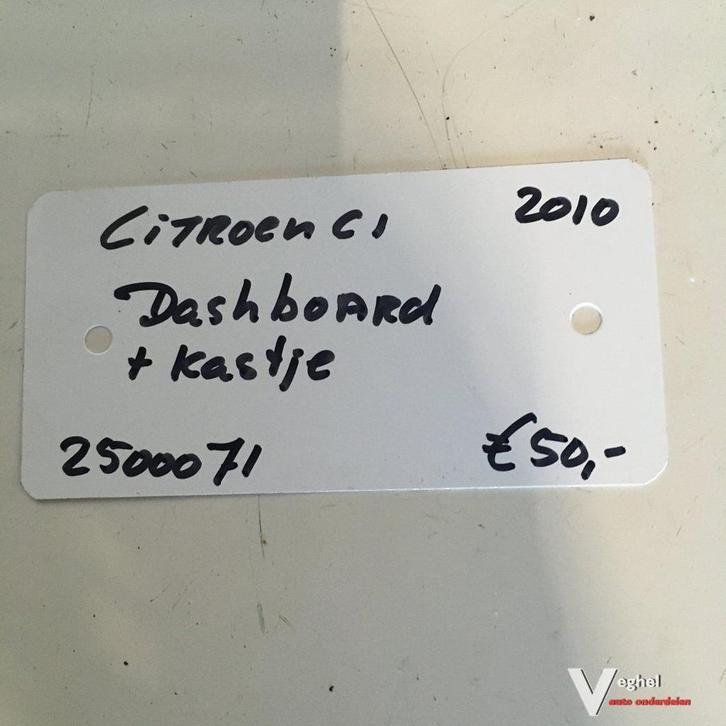 Citroen C1 2010
Dashboard
+ kastje
2500071 €50,-
Veghel
auto onderdelen